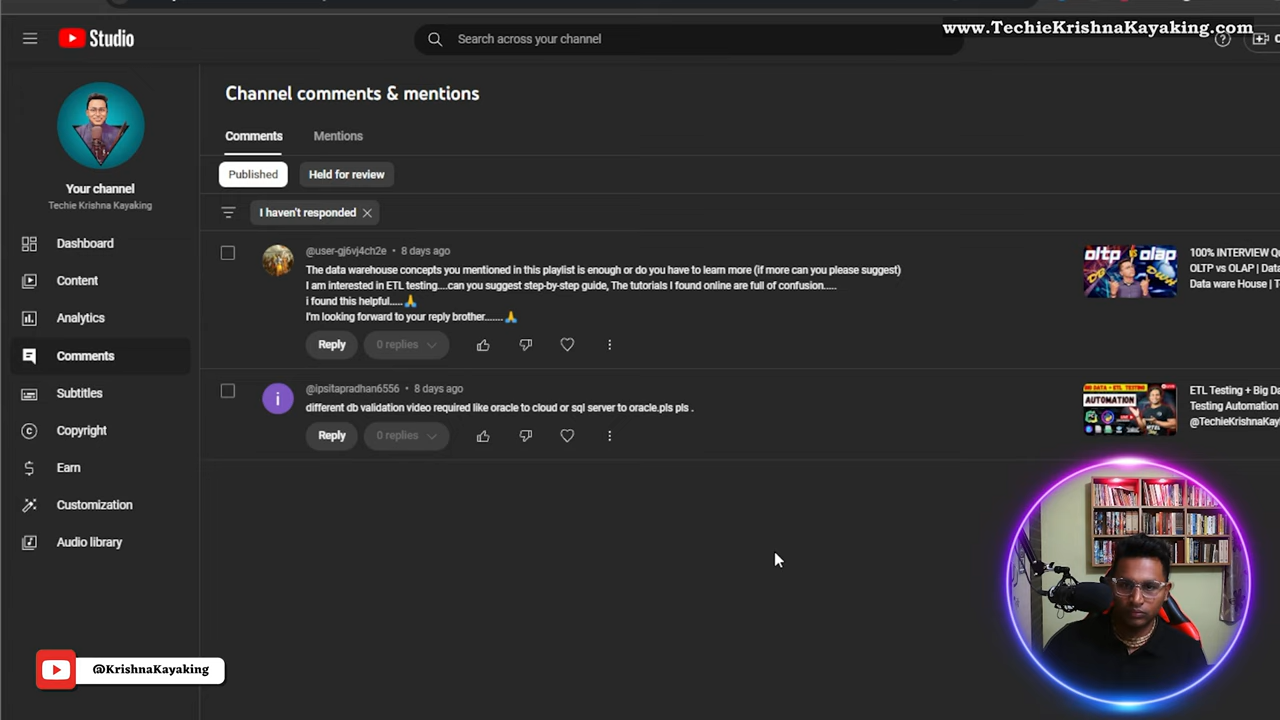 www.TechieKrishnaKayaking.com
Studio
Search across your channel
Your channel
Techie Krishna Kayaking
Dashboard
Content
Analytics
Comments
Subtitles
Copyright
Earn
Customization
Audio library
Channel comments & mentions
Comments
Mentions
Published
Held for review
I haven't responded
@user-gj6vj4ch2e • 8 days ago
The data warehouse concepts you mentioned in this playlist is enough or do you have to learn more (if more can you please suggest)
I am interested in ETL testing....can you suggest step-by-step guide, The tutorials I found online are full of confusion.....
i found this helpful..... 🙏
I'm looking forward to your reply brother....... 🙏
Reply
0 replies
oltp
olap
100% INTERVIEW
OLTP vs OLAP | Data
Data ware House |
i
@ipsitapradhan6556 • 8 days ago
different db validation video required like oracle to cloud or sql server to oracle.pls pls .
Reply
0 replies
AUTOMATION
ETL Testing + Big Da
Testing Automation
@TechieKrishnaKay
@KrishnaKayaking